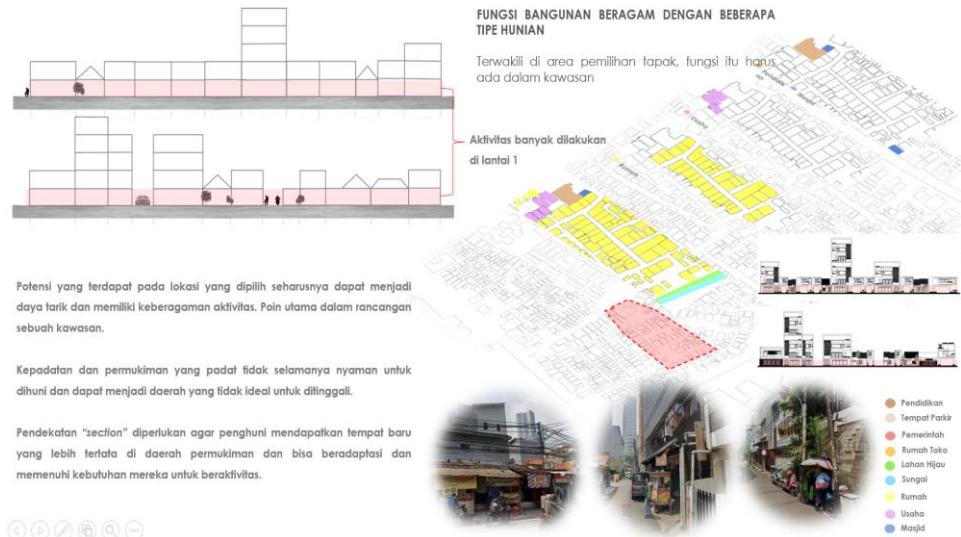 FUNGSI BANGUNAN BERAGAM DENGAN BEBERAPA
TIPE HUNIAN
Terwakili di area pemilihan tapak, fungsi itu harus
ada dalam kawasan
Aktivitas banyak dilakukan
di lantai 1
Masjid
Usaha
Rumah
Potensi yang terdapat pada lokasi yang dipilih seharusnya dapat menjadi
daya tarik dan memiliki keberagaman aktivitas. Poin utama dalam rancangan
sebuah kawasan.
Kepadatan dan permukiman yang padat tidak selamanya nyaman untuk
dihuni dan dapat menjadi daerah yang tidak ideal untuk ditinggali.
Pendekatan “section” diperlukan agar penghuni mendapatkan tempat baru
yang lebih tertata di daerah permukiman dan bisa beradaptasi dan
memenuhi kebutuhan mereka untuk beraktivitas.
Pendidikan
Tempat Parkir
Pemerintah
Rumah Toko
Lahan Hijau
Sungai
Rumah
Usaha
Masjid